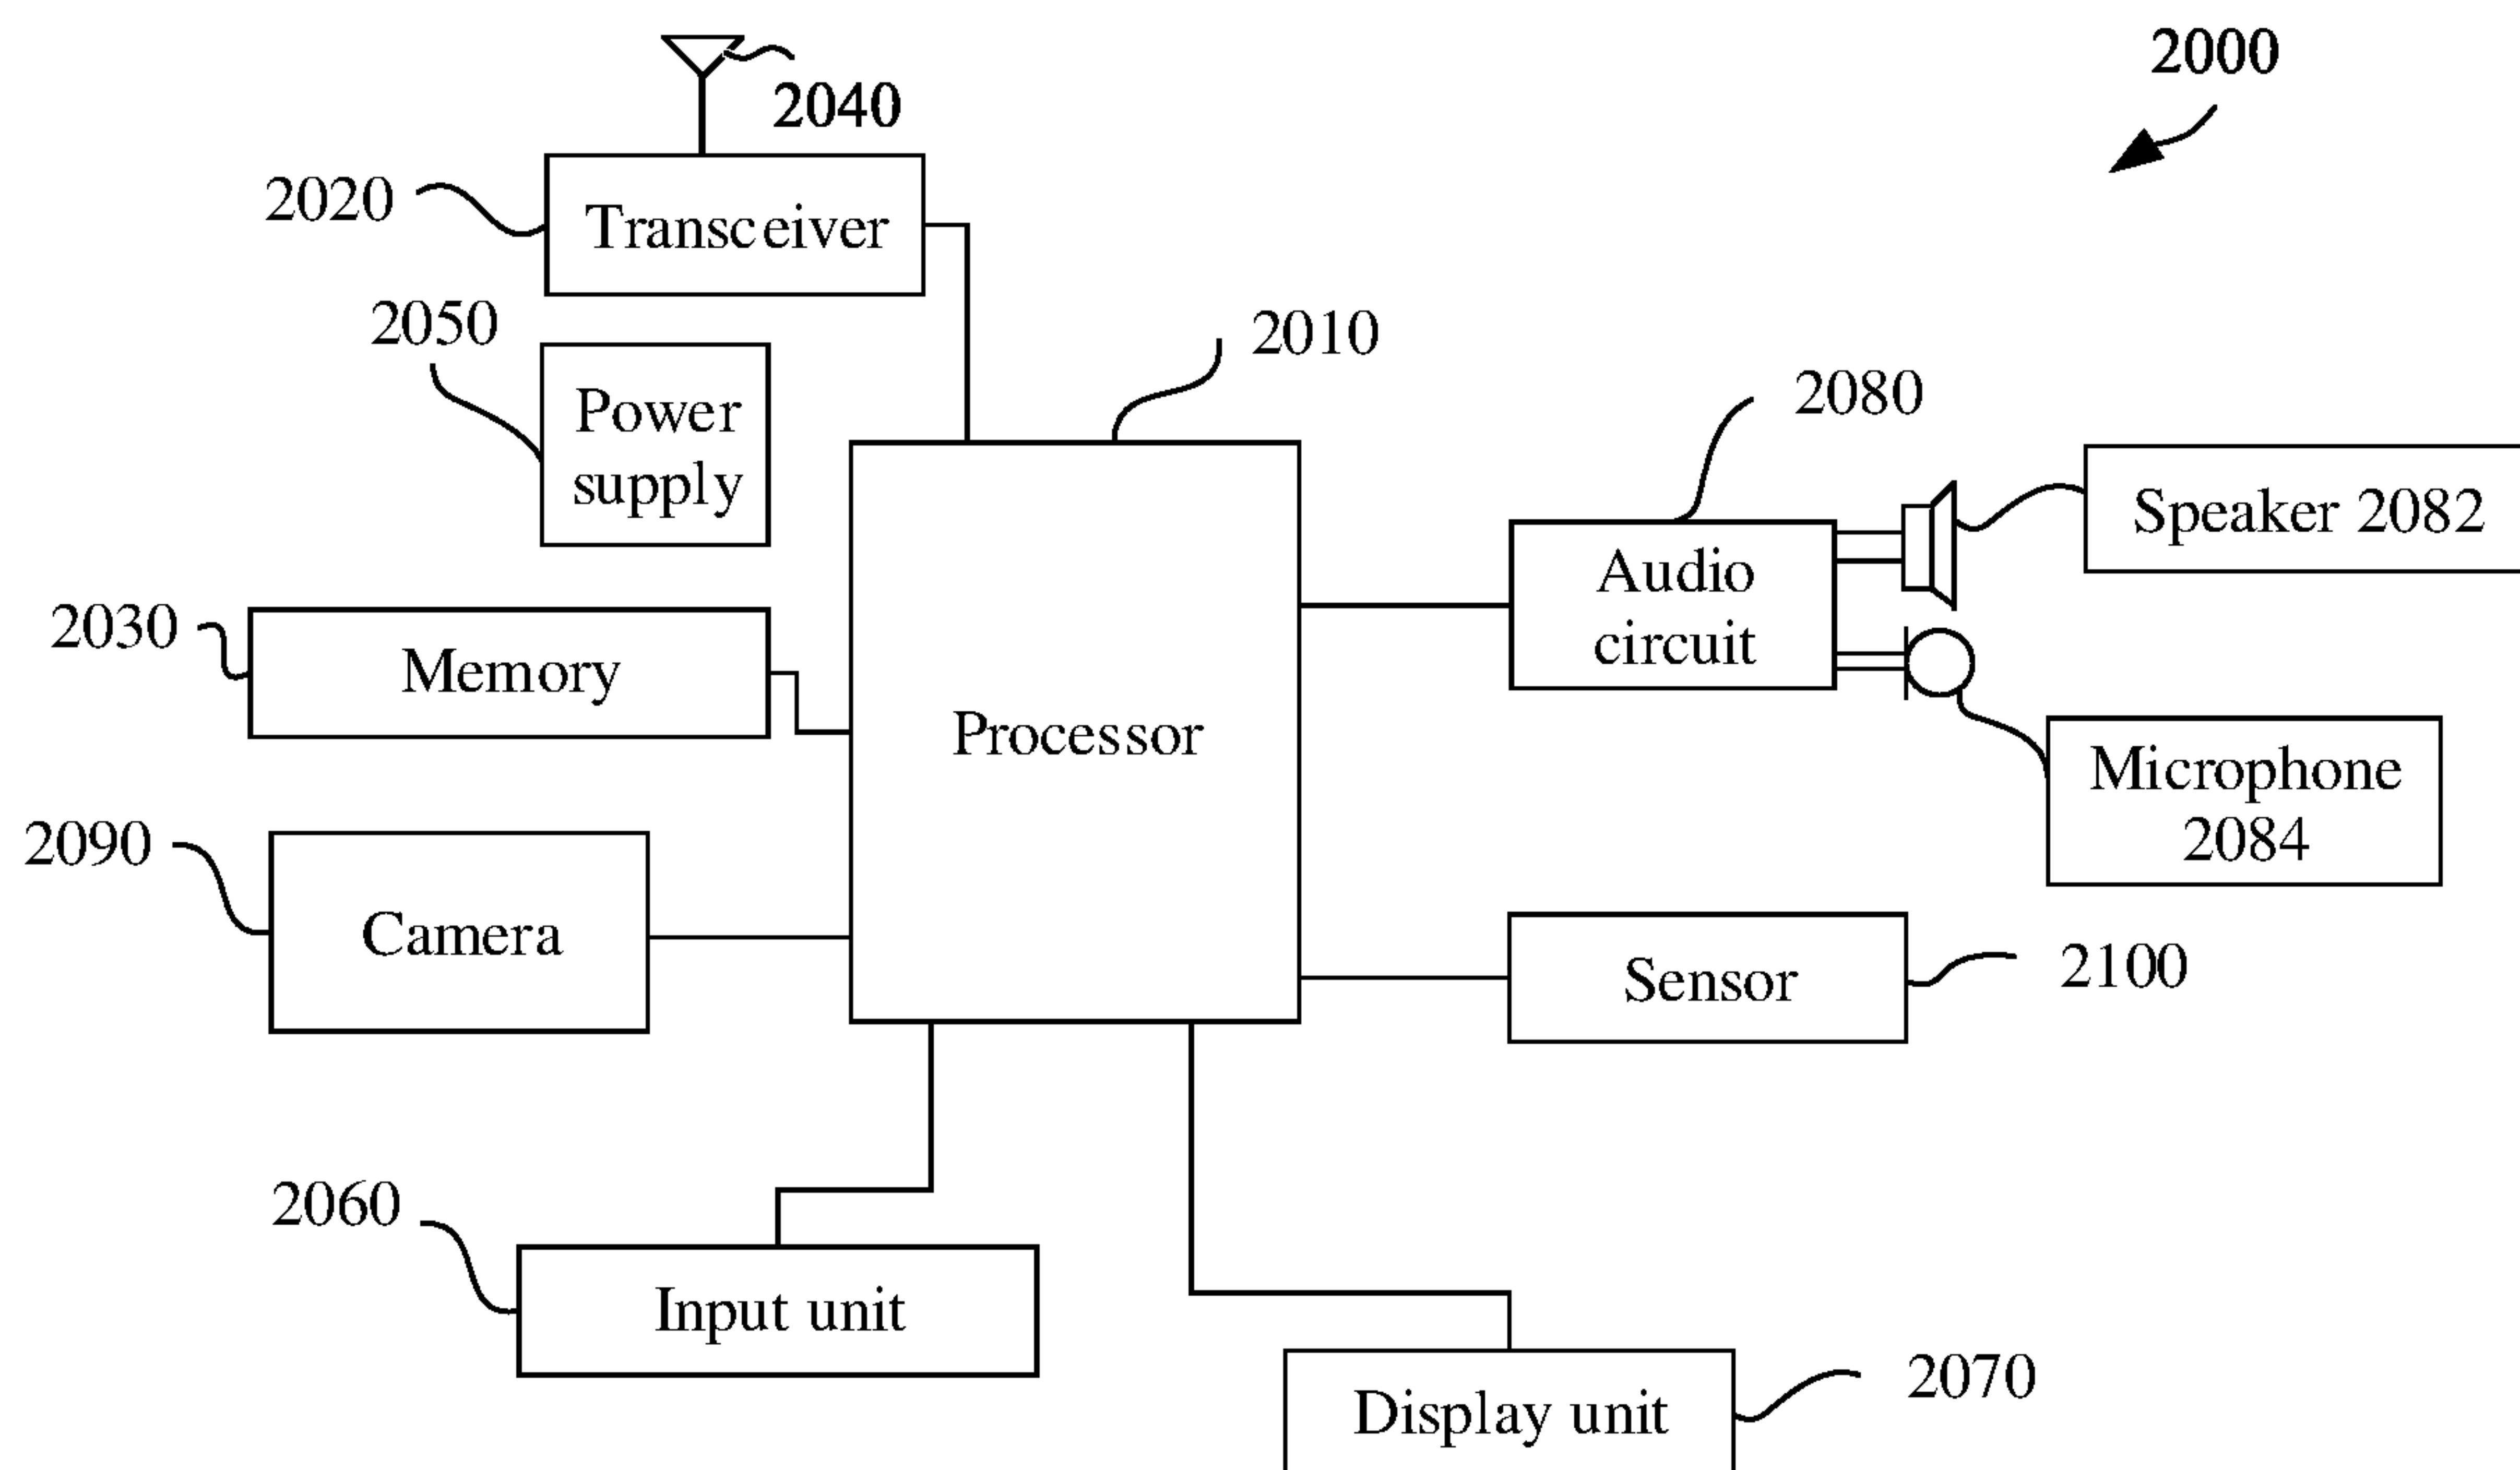 2000
2040
2020
Transceiver
2050
2010
Power
supply
2080
Speaker 2082
Audio
circuit
2030
Memory
Processor
Microphone
2084
2090
Camera
Sensor
2100
2060
Input unit
2070
Display unit